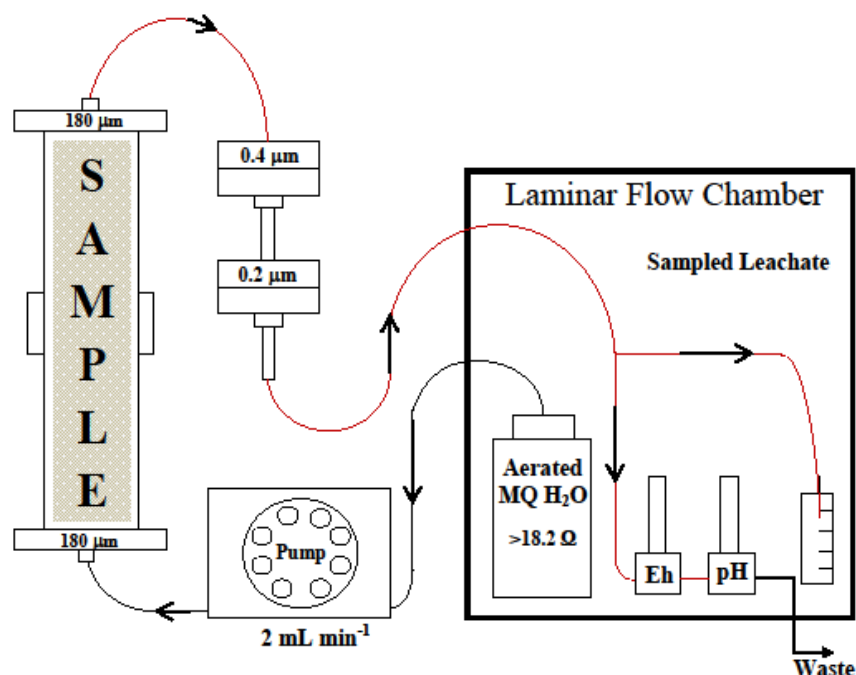 180 μm
SAMPLE
180 μm
0.4 μm
0.2 μm
Pump
2 mL min⁻¹
Laminar Flow Chamber
Sampled Leachate
Aerated
MQ H₂O
>18.2 Ω
Eh
pH
Waste